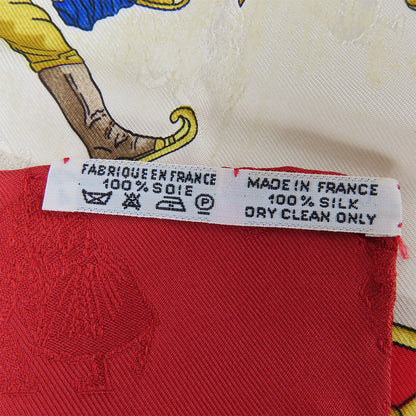 FABRIQUE EN FRANCE
100% SOIE
P
MADE IN FRANCE
100% SILK
DRY CLEAN ONLY